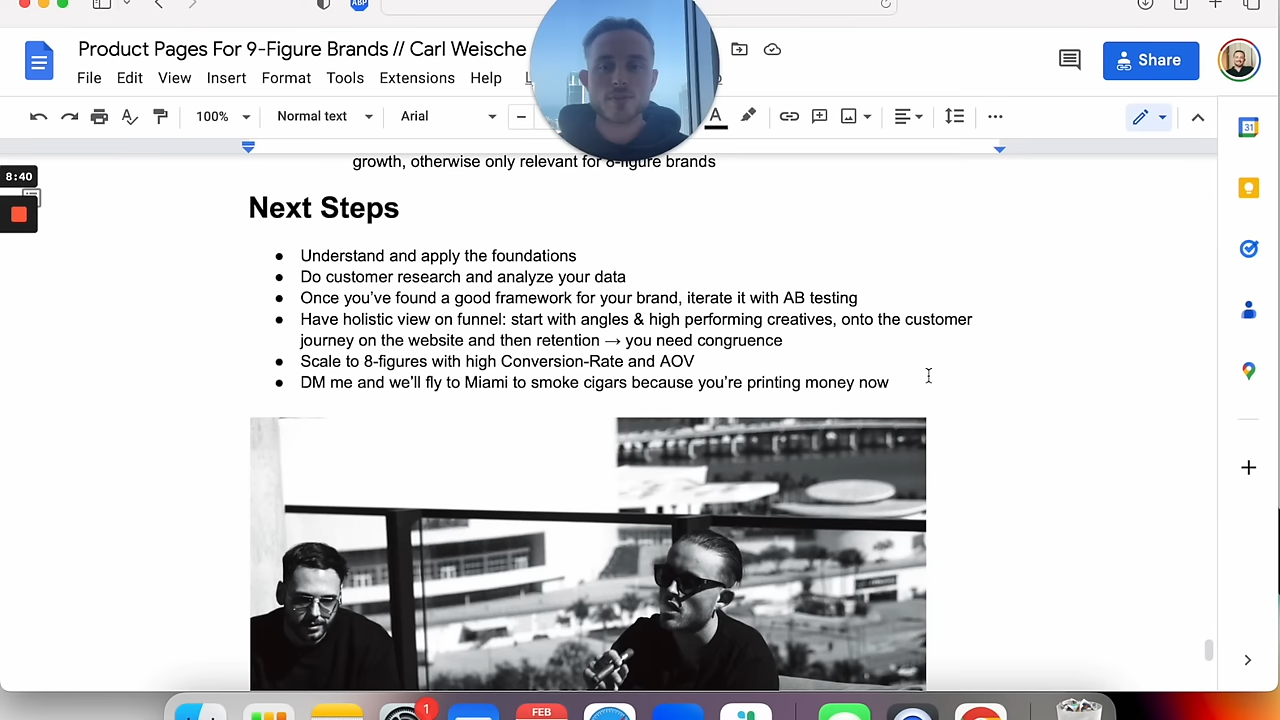 ABP
Product Pages For 9-Figure Brands // Carl Weische
File Edit View Insert Format Tools Extensions Help
Share
100% Normal text Arial A
31
8:40
growth, otherwise only relevant for 8-figure brands
Next Steps
● Understand and apply the foundations
● Do customer research and analyze your data
● Once you’ve found a good framework for your brand, iterate it with AB testing
● Have holistic view on funnel: start with angles & high performing creatives, onto the customer
journey on the website and then retention → you need congruence
● Scale to 8-figures with high Conversion-Rate and AOV
● DM me and we’ll fly to Miami to smoke cigars because you’re printing money now
1
FEB